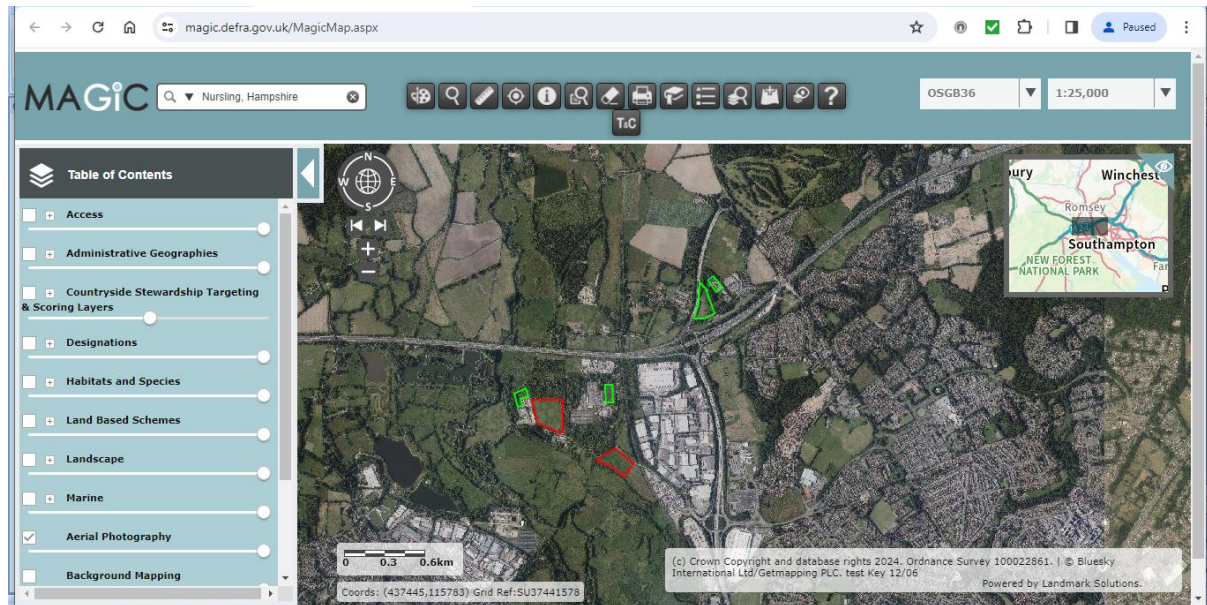 magic.defra.gov.uk/MagicMap.aspx
Paused
MAGiC
Nursling, Hampshire
T&C
OSGB36
1:25,000
Table of Contents
Access
Administrative Geographies
Countryside Stewardship Targeting
& Scoring Layers
Designations
Habitats and Species
Land Based Schemes
Landscape
Marine
Aerial Photography
Background Mapping
N
W
E
S
Winchest
Romsey
Southampton
NEW FOREST
NATIONAL PARK
0 0.3 0.6km
Coords: (437445,115783) Grid Ref:SU37441578
(c) Crown Copyright and database rights 2024. Ordnance Survey 100022861. | © Bluesky
International Ltd/Getmapping PLC. test Key 12/06
Powered by Landmark Solutions.